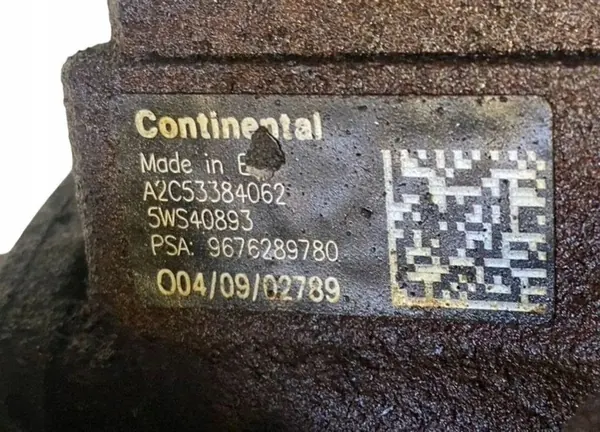 Continental
Made in
A2C53384062
5WS40893
PSA: 9676289780
004/09/02789